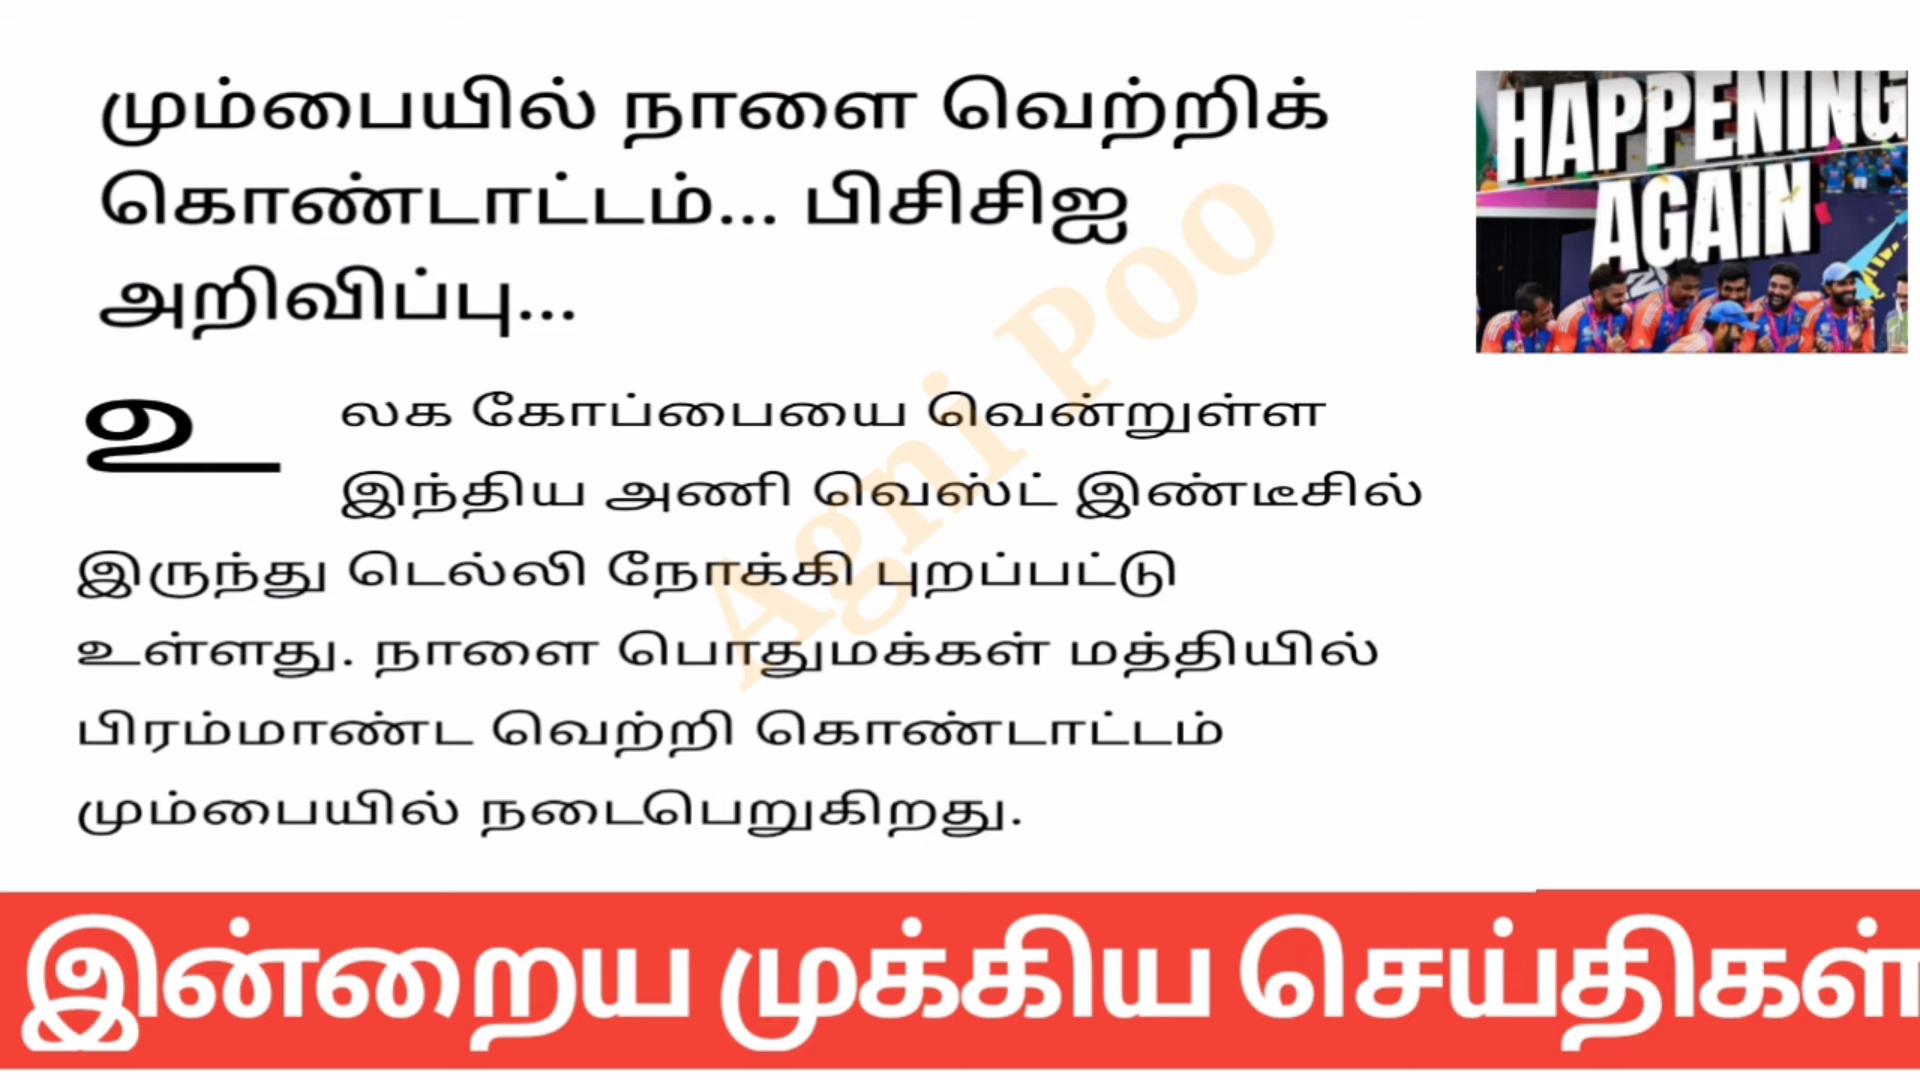 மும்பையில் நாளை வெற்றிக்
கொண்டாட்டம்... பிசிசிஐ
அறிவிப்பு...
HAPPENING
AGAIN
உலக கோப்பையை வென்றுள்ள
இந்திய அணி வெஸ்ட் இண்டீசில்
இருந்து டெல்லி நோக்கி புறப்பட்டு
உள்ளது. நாளை பொதுமக்கள் மத்தியில்
பிரம்மாண்ட வெற்றி கொண்டாட்டம்
மும்பையில் நடைபெறுகிறது.
Agni Poo
இன்றைய முக்கிய செய்திகள்